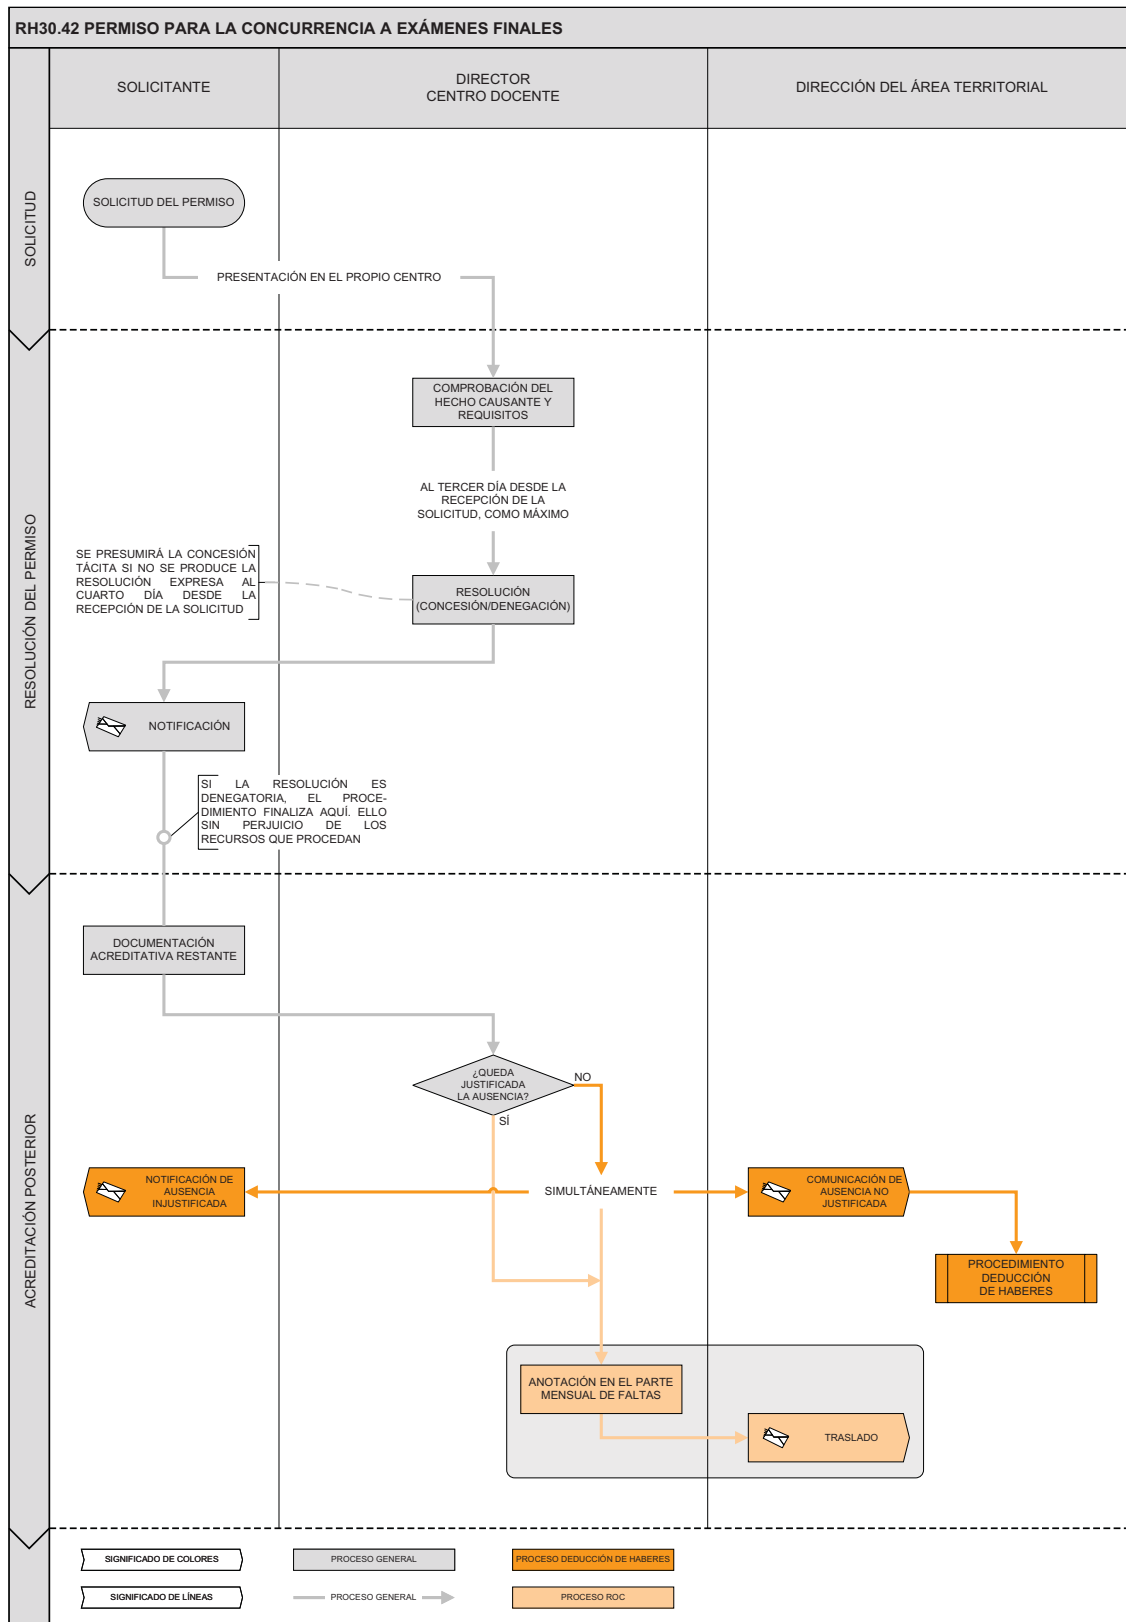 RH30.42 PERMISO PARA LA CONCURRENCIA A EXÁMENES FINALES
SOLICITANTE
DIRECTOR
CENTRO DOCENTE
DIRECCIÓN DEL ÁREA TERRITORIAL
SOLICITUD
SOLICITUD DEL PERMISO
PRESENTACIÓN EN EL PROPIO CENTRO
RESOLUCIÓN DEL PERMISO
COMPROBACIÓN DEL
HECHO CAUSANTE Y
REQUISITOS
AL TERCER DÍA DESDE LA
RECEPCIÓN DE LA
SOLICITUD, COMO MÁXIMO
SE PRESUMIRÁ LA CONCESIÓN
TÁCITA SI NO SE PRODUCE LA
RESOLUCIÓN EXPRESA AL
CUARTO DÍA DESDE LA
RECEPCIÓN DE LA SOLICITUD
RESOLUCIÓN
(CONCESIÓN/DENEGACIÓN)
NOTIFICACIÓN
SI LA RESOLUCIÓN ES
DENEGATORIA, EL PROCE-
DIMIENTO FINALIZA AQUÍ. ELLO
SIN PERJUICIO DE LOS
RECURSOS QUE PROCEDAN
ACREDITACIÓN POSTERIOR
DOCUMENTACIÓN
ACREDITATIVA RESTANTE
¿QUEDA
JUSTIFICADA
LA AUSENCIA?
NO
SÍ
NOTIFICACIÓN DE
AUSENCIA
INJUSTIFICADA
SIMULTÁNEAMENTE
COMUNICACIÓN DE
AUSENCIA NO
JUSTIFICADA
PROCEDIMIENTO
DEDUCCIÓN
DE HABERES
ANOTACIÓN EN EL PARTE
MENSUAL DE FALTAS
TRASLADO
SIGNIFICADO DE COLORES
PROCESO GENERAL
PROCESO DEDUCCIÓN DE HABERES
SIGNIFICADO DE LÍNEAS
PROCESO GENERAL
PROCESO ROC